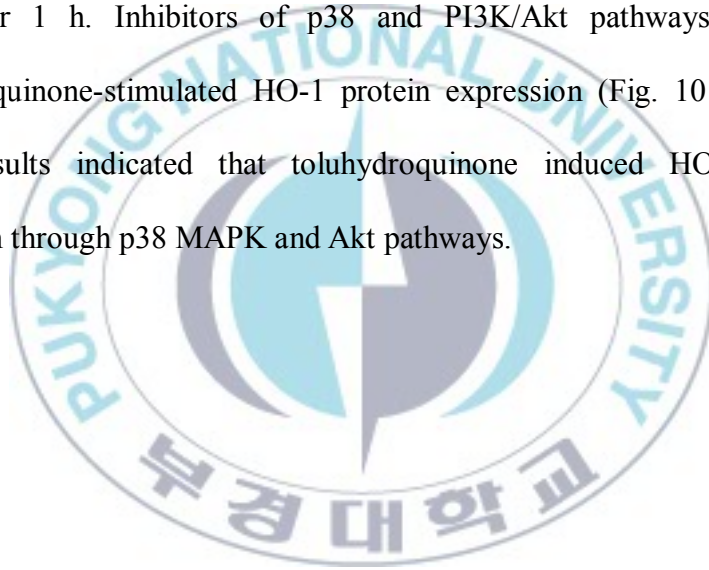 r 1 h. Inhibitors of p38 and PI3K/Akt pathways
quinone-stimulated HO-1 protein expression (Fig. 10
sults indicated that toluhydroquinone induced HO
n through p38 MAPK and Akt pathways.
PUKYONG NATIONAL UNIVERSITY
부경대학교